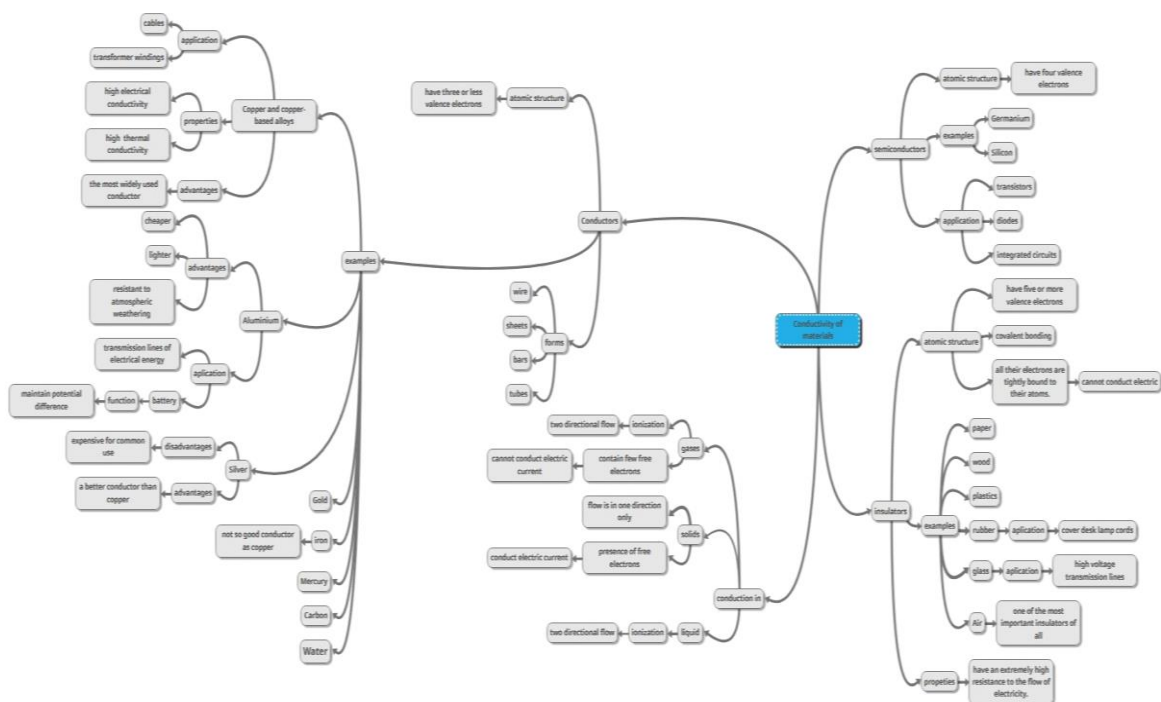 Conductivity of
materials
Conductors
atomic structure
have three or less
valence electrons
forms
wire
sheets
bars
tubes
examples
Copper and copper-
based alloys
application
cables
transformer windings
properties
high electrical
conductivity
high thermal
conductivity
advantages
the most widely used
conductor
Aluminium
advantages
cheaper
lighter
resistant to
atmospheric
weathering
aplication
transmission lines of
electrical energy
battery
function
maintain potential
difference
Silver
disadvantages
expensive for common
use
advantages
a better conductor than
copper
Gold
iron
not so good conductor
as copper
Mercury
Carbon
Water
conduction in
gases
ionization
two directional flow
contain few free
electrons
cannot conduct electric
current
solids
flow is in one direction
only
presence of free
electrons
conduct electric current
liquid
ionization
two directional flow
semiconductors
atomic structure
have four valence
electrons
examples
Germanium
Silicon
application
transistors
diodes
integrated circuits
insulators
atomic structure
have five or more
valence electrons
covalent bonding
all their electrons are
tightly bound to
their atoms.
cannot conduct electric
examples
paper
wood
plastics
rubber
aplication
cover desk lamp cords
glass
aplication
high voltage
transmission lines
Air
one of the most
important insulators of
all
propeties
have an extremely high
resistance to the flow of
electricity.